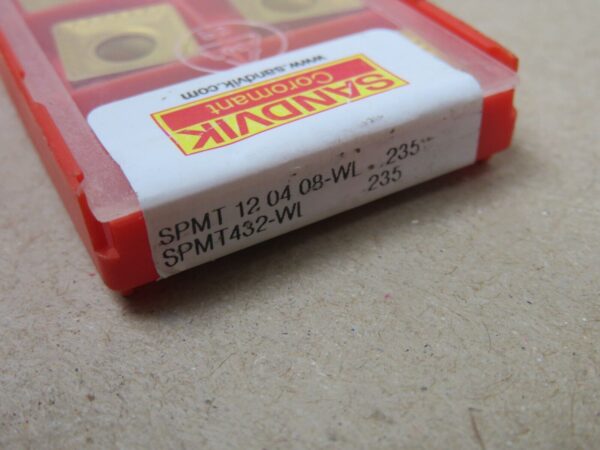 www.sandvik.com
SANDVIK
Coromant
SPMT 12 04 08-WL 235
SPMT432-WL 235